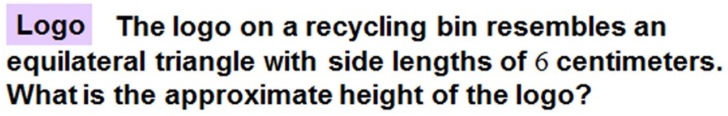 Logo The logo on a recycling bin resembles an
equilateral triangle with side lengths of 6 centimeters.
What is the approximate height of the logo?